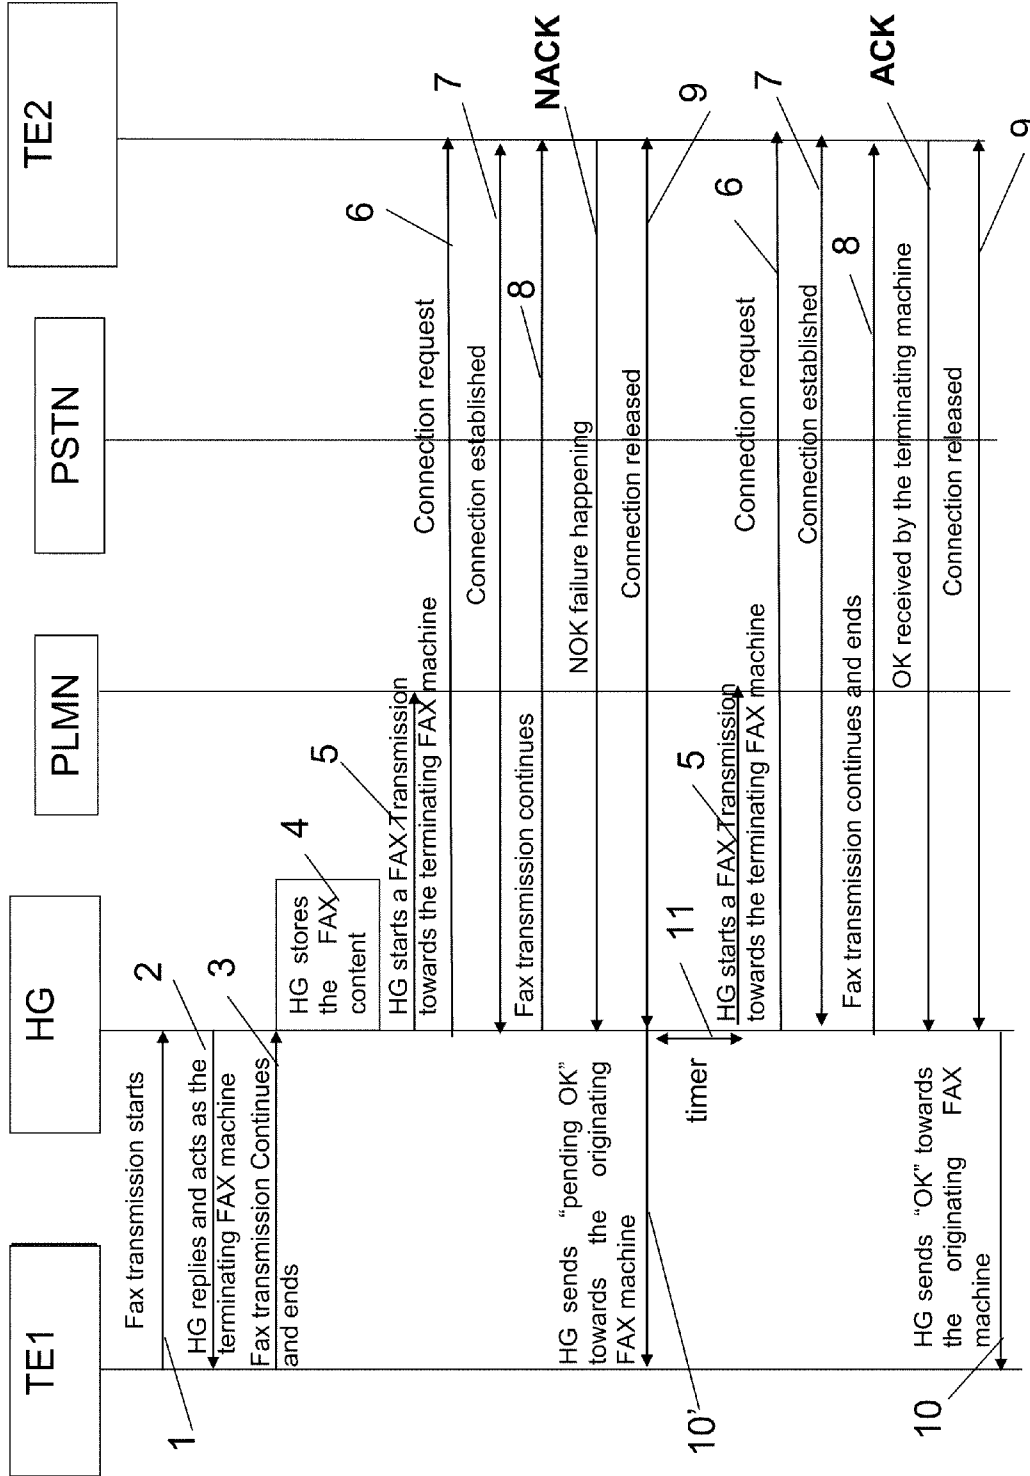 TE1
HG
PLMN
PSTN
TE2
Fax transmission starts
1
HG replies and acts as the
terminating FAX machine
2
Fax transmission Continues
and ends
3
HG stores
the FAX
content
4
HG starts a FAX Transmission
towards the terminating FAX machine
5
Connection request
6
Connection established
7
Fax transmission continues
8
NOK failure happening
NACK
Connection released
9
HG sends "pending OK"
towards the originating
FAX machine
10'
timer
11
HG starts a FAX Transmission
towards the terminating FAX machine
5
Connection request
6
Connection established
7
Fax transmission continues and ends
8
OK received by the terminating machine
ACK
Connection released
9
HG sends "OK" towards
the originating FAX
machine
10